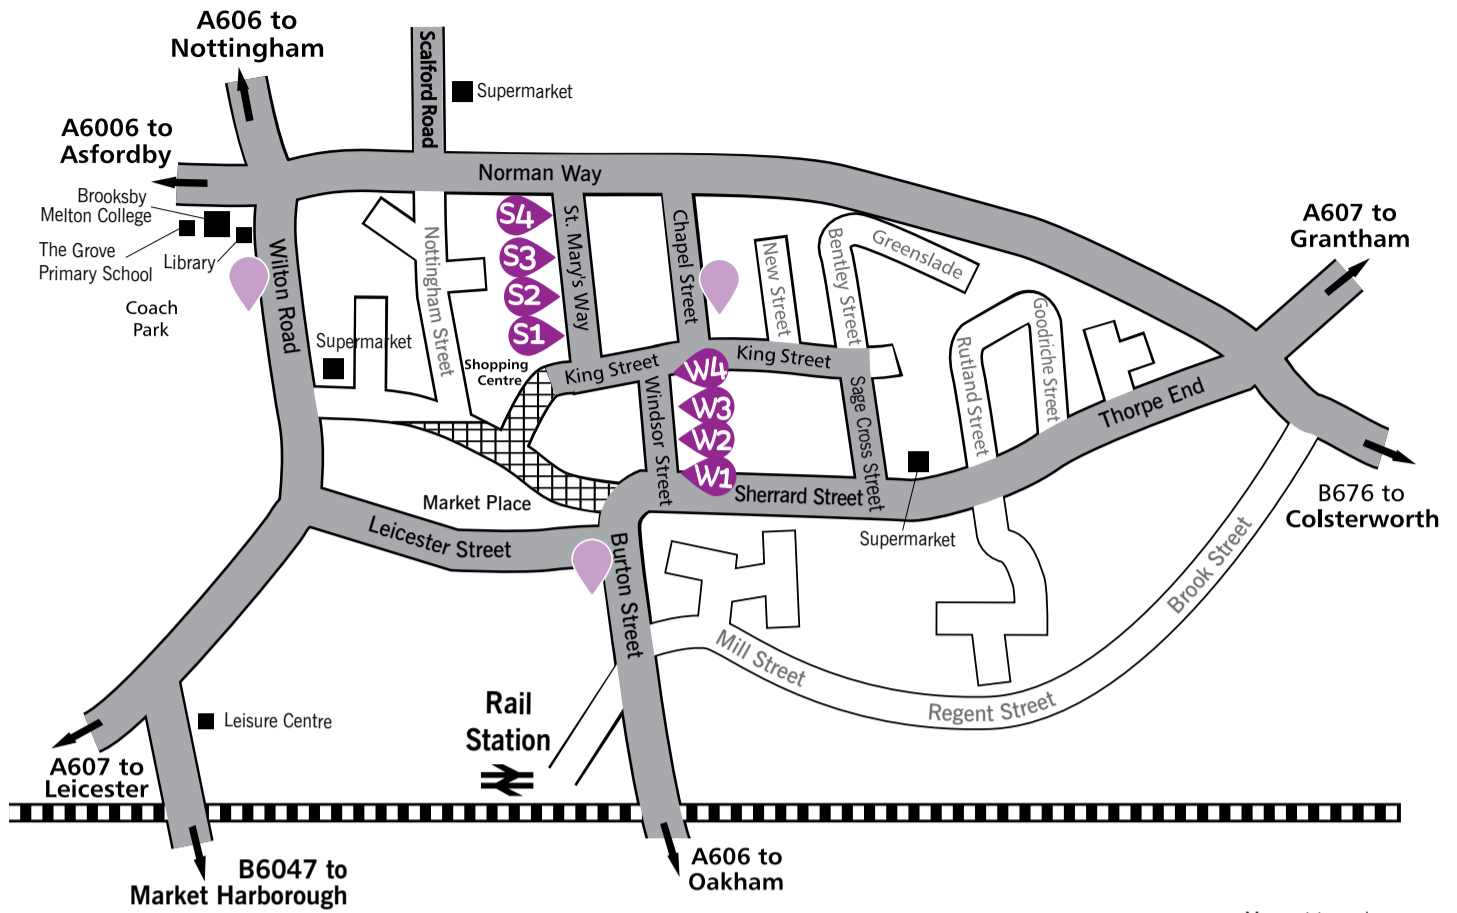 A606 to
Nottingham
Scalford Road
Supermarket
A6006 to
Asfordby
Norman Way
Brooksby
Melton College
The Grove
Primary School
Library
Coach
Park
Wilton Road
Nottingham Street
S4
S3
S2
S1
St. Mary's Way
Chapel Street
New Street
Bentley Street
Greenslade
A607 to
Grantham
Supermarket
Shopping
Centre
King Street
King Street
W4
W3
W2
W1
Windsor Street
Sage Cross Street
Rutland Street
Goodriche Street
Thorpe End
Market Place
Sherrard Street
Supermarket
B676 to
Colsterworth
Leicester Street
Burton Street
Mill Street
Regent Street
Brook Street
Rail
Station
Leisure Centre
A607 to
Leicester
B6047 to
Market Harborough
A606 to
Oakham